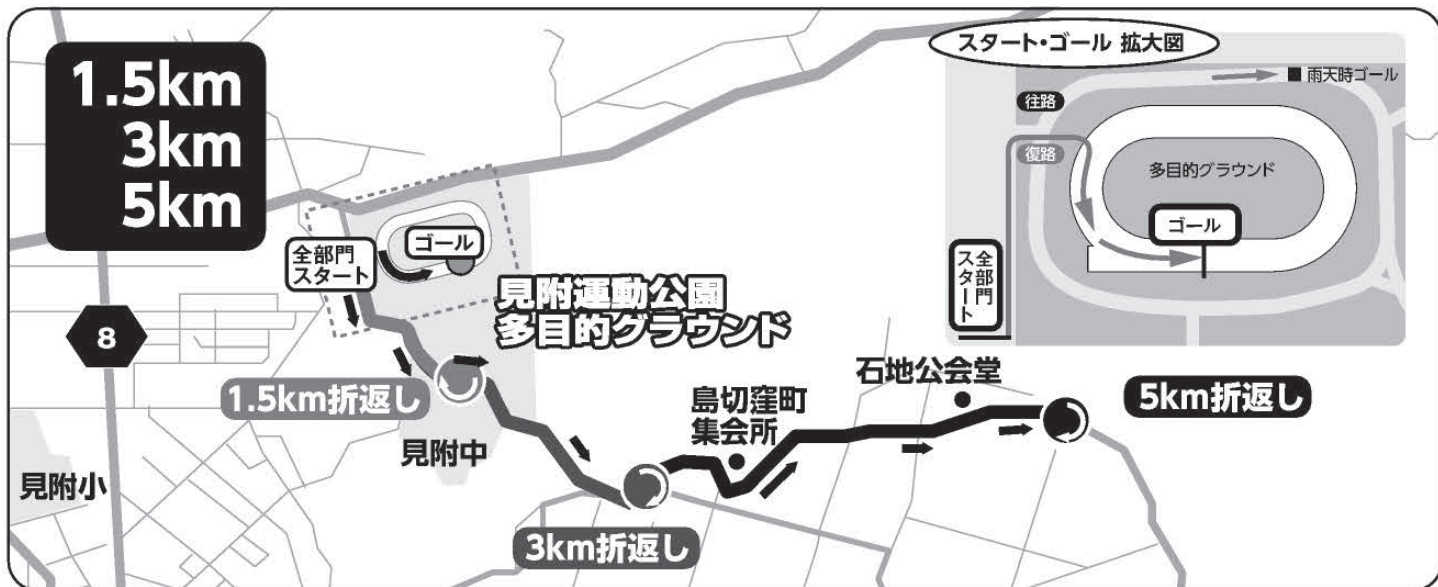 1.5km
3km
5km
スタート・ゴール 拡大図
雨天時ゴール
往路
復路
多目的グラウンド
ゴール
全部門
スタート
全部門
スタート
ゴール
見附運動公園
多目的グラウンド
8
1.5km折返し
見附中
見附小
島切窪町
集会所
石地公会堂
5km折返し
3km折返し